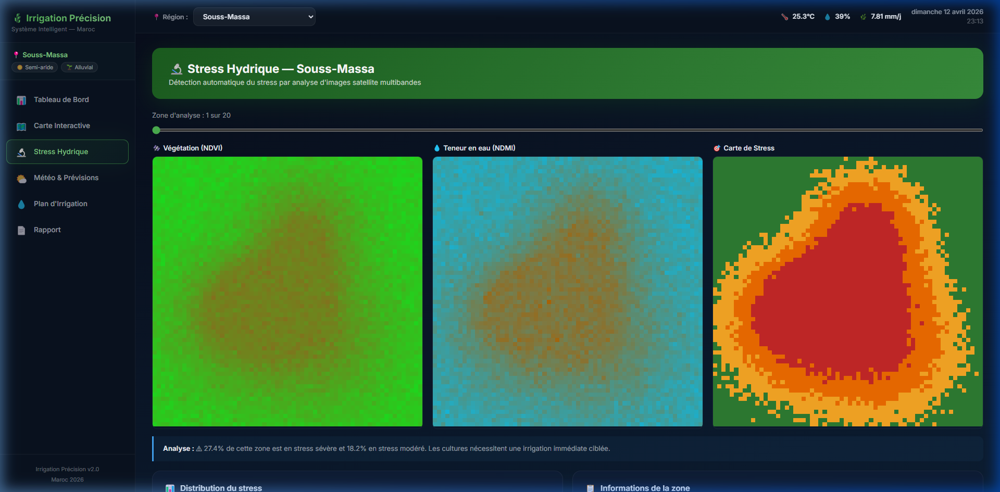 Irrigation Précision
Système Intelligent — Maroc
Souss-Massa
Semi-aride
Alluvial
Tableau de Bord
Carte Interactive
Stress Hydrique
Météo & Prévisions
Plan d'Irrigation
Rapport
Irrigation Précision v2.0
Maroc 2026
Région :
Souss-Massa
25.3°C
39%
7.81 mm/j
dimanche 12 avril 2026
23:13
Stress Hydrique — Souss-Massa
Détection automatique du stress par analyse d'images satellite multibandes
Zone d'analyse : 1 sur 20
Végétation (NDVI)
Teneur en eau (NDMI)
Carte de Stress
Analyse : ⚠ 27.4% de cette zone est en stress sévère et 18.2% en stress modéré. Les cultures nécessitent une irrigation immédiate ciblée.
Distribution du stress
Informations de la zone